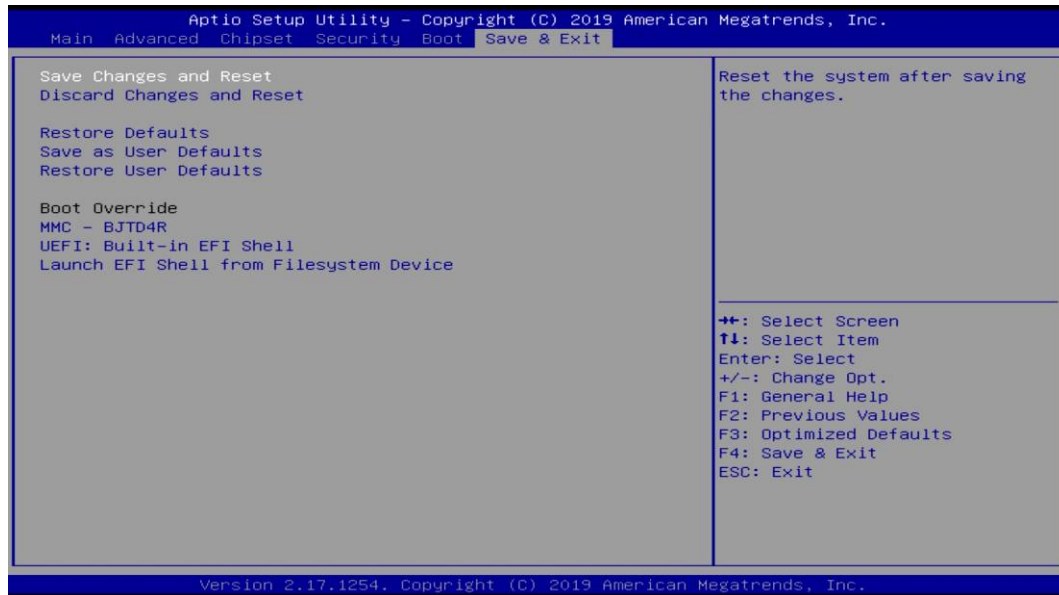 Aptio Setup Utility – Copyright (C) 2019 American Megatrends, Inc.
Main Advanced Chipset Security Boot Save & Exit
Save Changes and Reset
Discard Changes and Reset
Restore Defaults
Save as User Defaults
Restore User Defaults
Boot Override
MMC – BJTD4R
UEFI: Built-in EFI Shell
Launch EFI Shell from Filesystem Device
Reset the system after saving
the changes.
→←: Select Screen
↑↓: Select Item
Enter: Select
+/-: Change Opt.
F1: General Help
F2: Previous Values
F3: Optimized Defaults
F4: Save & Exit
ESC: Exit
Version 2.17.1254. Copyright (C) 2019 American Megatrends, Inc.